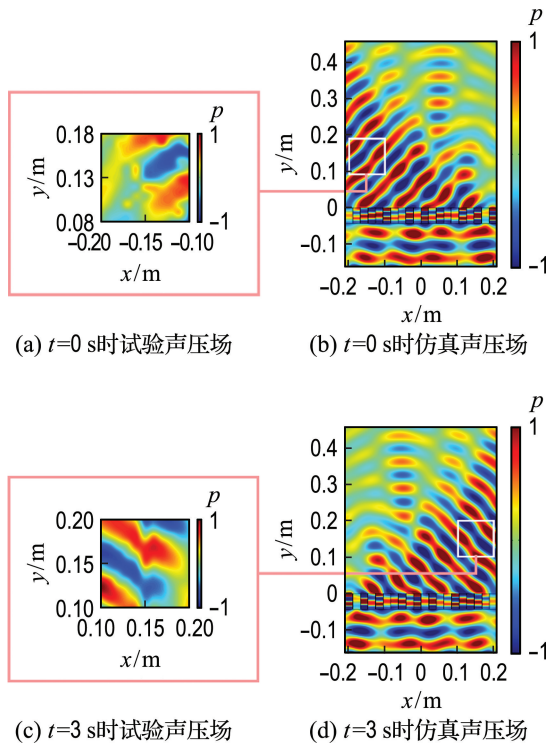 p
0.18
1
y/m
0.13
0.08
-1
-0.20
-0.15
-0.10
x/m
(a) t=0 s时试验声压场
p
0.4
1
0.3
y/m
0.2
0.1
0
-0.1
-1
-0.2 -0.1 0 0.1 0.2
x/m
(b) t=0 s时仿真声压场
p
0.20
1
y/m
0.15
0.10
-1
0.10 0.15 0.20
x/m
(c) t=3 s时试验声压场
p
0.4
1
0.3
y/m
0.2
0.1
0
-0.1
-1
-0.2 -0.1 0 0.1 0.2
x/m
(d) t=3 s时仿真声压场